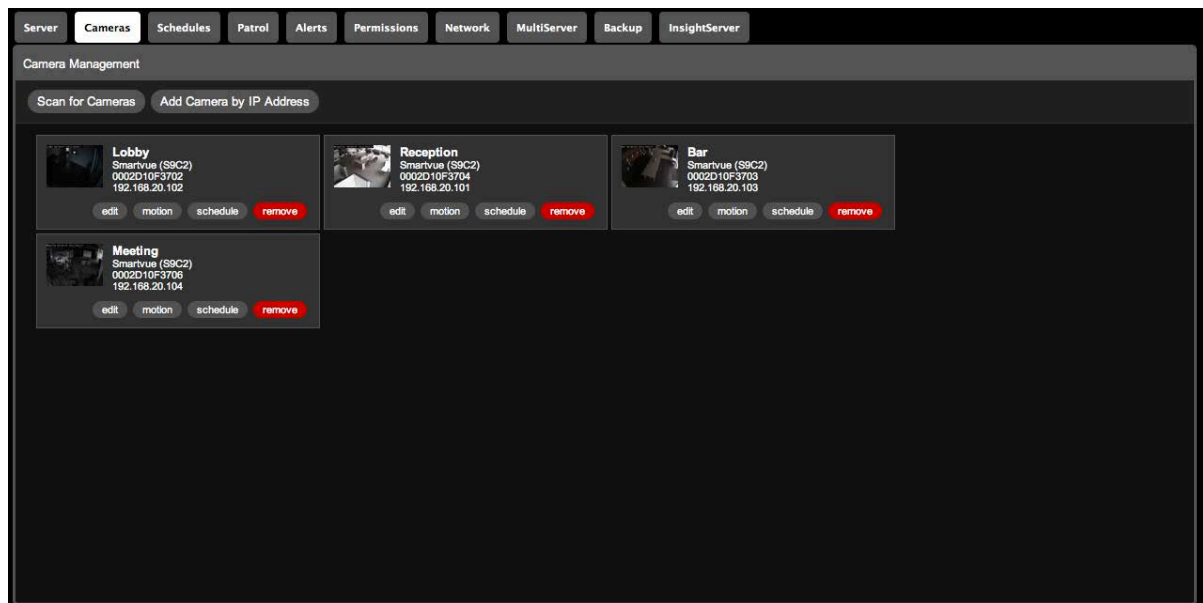 Server Cameras Schedules Patrol Alerts Permissions Network MultiServer Backup InsightServer
Camera Management
Scan for Cameras Add Camera by IP Address
Lobby
Smartvue (S9C2)
0002D10F3702
192.168.20.102
edit motion schedule remove
Reception
Smartvue (S9C2)
0002D10F3704
192.168.20.101
edit motion schedule remove
Bar
Smartvue (S9C2)
0002D10F3703
192.168.20.103
edit motion schedule remove
Meeting
Smartvue (S9C2)
0002D10F3706
192.168.20.104
edit motion schedule remove